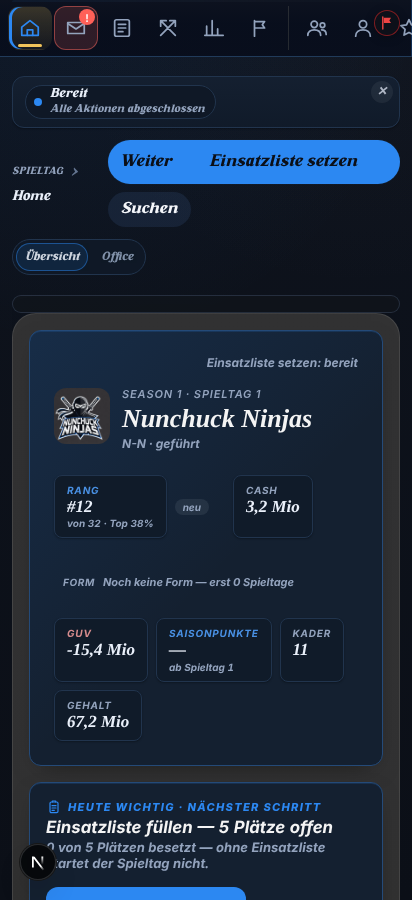 !
Bereit
Alle Aktionen abgeschlossen
✕
SPIELTAG >
Home
Weiter Einsatzliste setzen
Suchen
Übersicht Office
Einsatzliste setzen: bereit
NUNCHUCK
NINJAS
SEASON 1 · SPIELTAG 1
Nunchuck Ninjas
N-N · geführt
RANG
#12
von 32 · Top 38%
neu
CASH
3,2 Mio
FORM Noch keine Form — erst 0 Spieltage
GUV
-15,4 Mio
SAISONPUNKTE
—
ab Spieltag 1
KADER
11
GEHALT
67,2 Mio
HEUTE WICHTIG · NÄCHSTER SCHRITT
Einsatzliste füllen — 5 Plätze offen
0 von 5 Plätzen besetzt — ohne Einsatzliste
startet der Spieltag nicht.
N